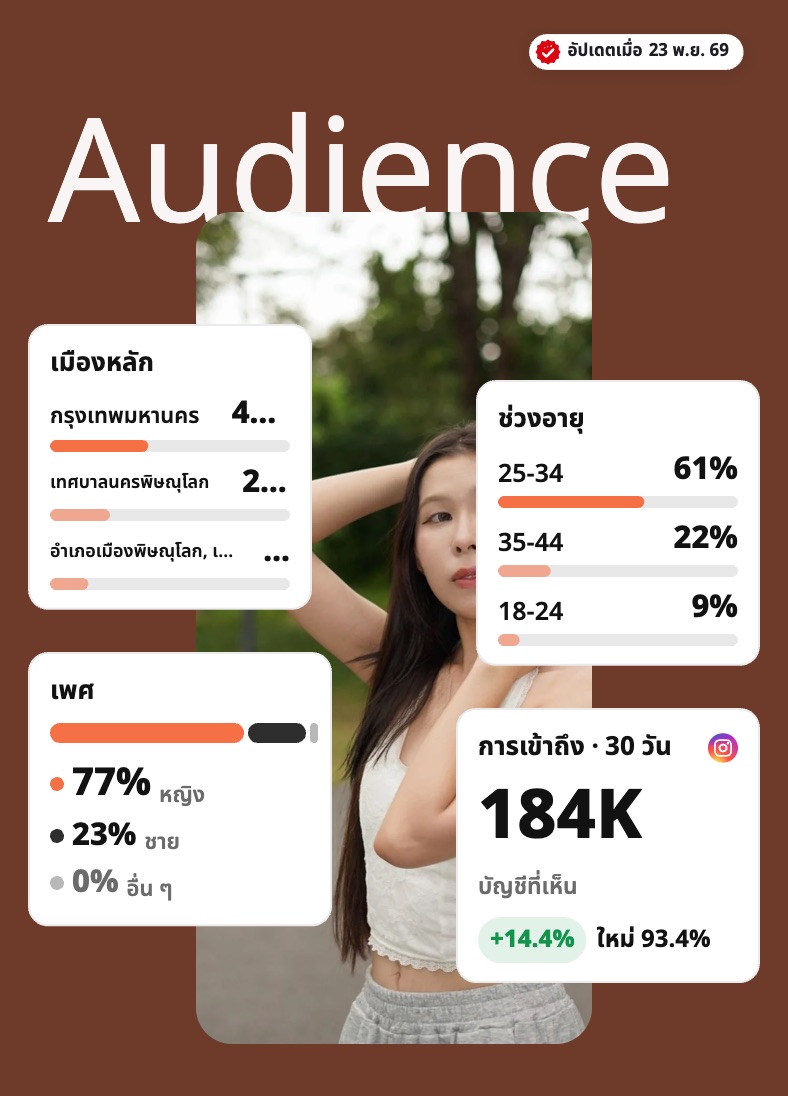 อัปเดตเมื่อ 23 พ.ย. 69
Audience
เมืองหลัก
กรุงเทพมหานคร 4...
เทศบาลนครพิษณุโลก 2...
อำเภอเมืองพิษณุโลก, เ... ...
ช่วงอายุ
25-34 61%
35-44 22%
18-24 9%
เพศ
77% หญิง
23% ชาย
0% อื่น ๆ
การเข้าถึง · 30 วัน
184K
บัญชีที่เห็น
+14.4% ใหม่ 93.4%